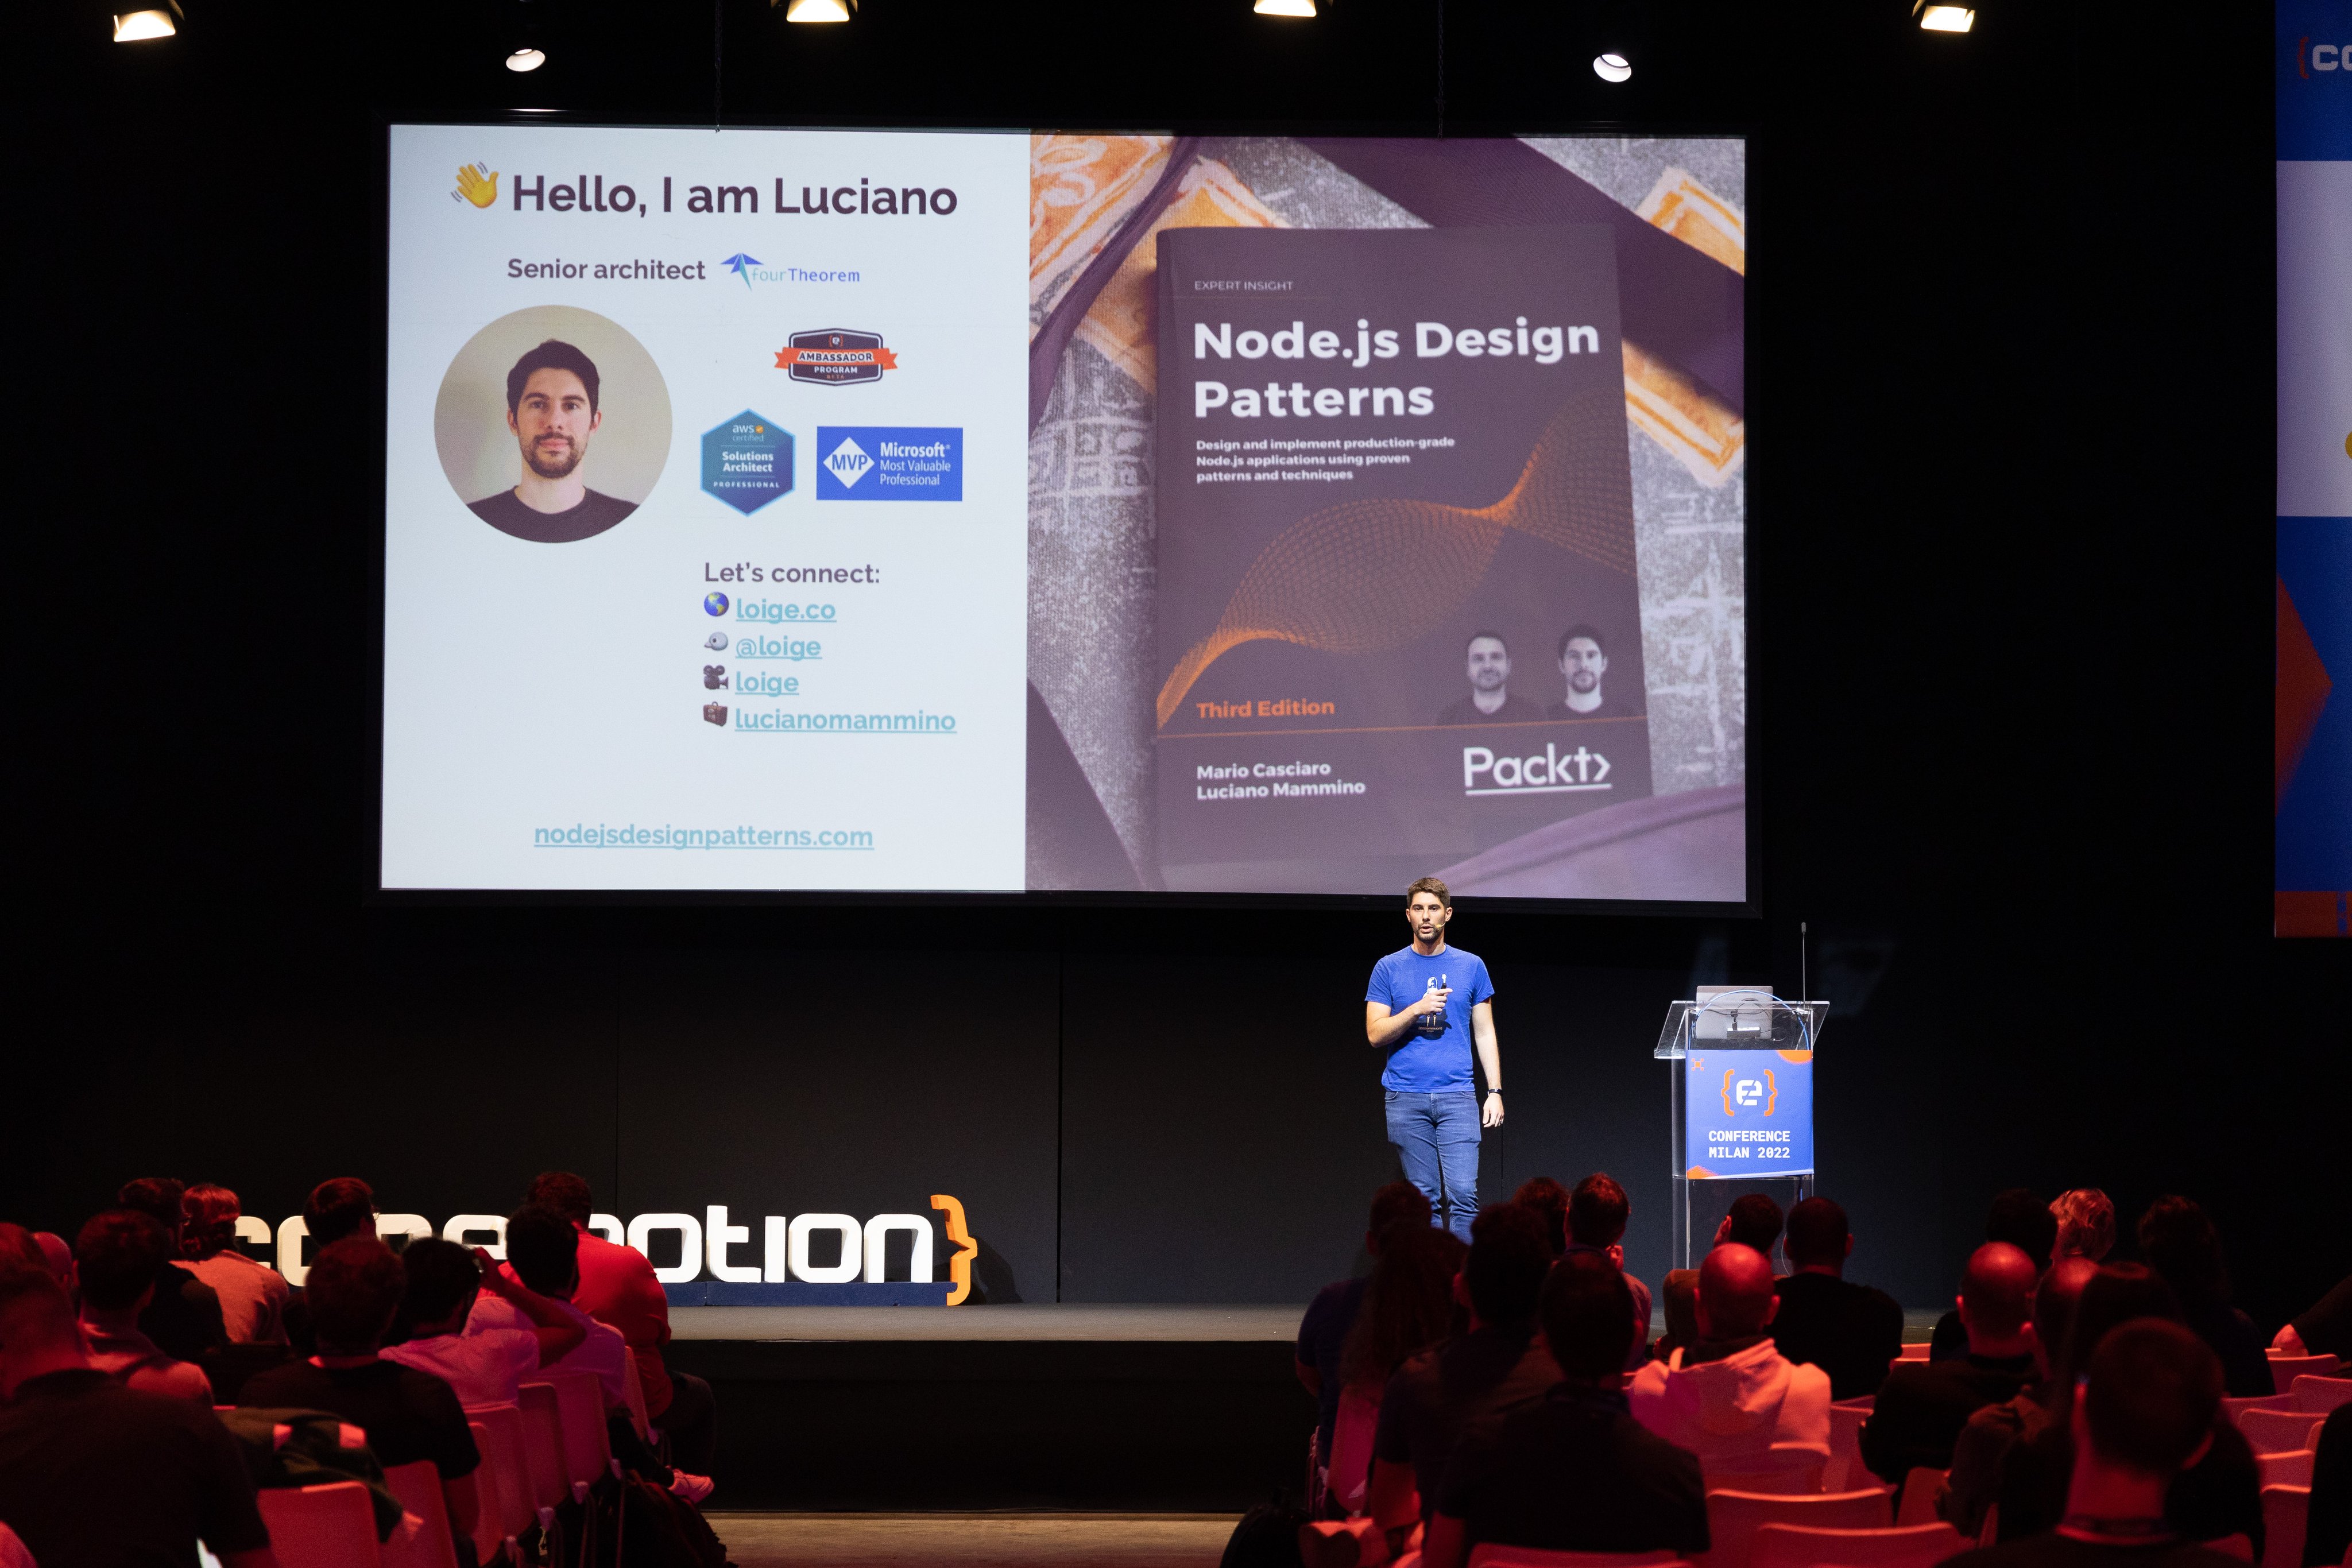 Hello, I am Luciano
Senior architect fourTheorem
AMBASSADOR
PROGRAM
BETA
aws
certified
Solutions
Architect
PROFESSIONAL
MVP
Microsoft®
Most Valuable
Professional
Let's connect:
loige.co
@loige
loige
lucianomammino
nodejsdesignpatterns.com
EXPERT INSIGHT
Node.js Design
Patterns
Design and implement production-grade
Node.js applications using proven
patterns and techniques
Third Edition
Mario Casciaro
Luciano Mammino
Packt>
{
CONFERENCE
MILAN 2022
otion}